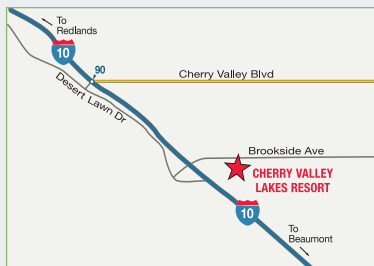 To
Redlands
10
90
Cherry Valley Blvd
Desert Lawn Dr
Brookside Ave
CHERRY VALLEY
LAKES RESORT
10
To
Beaumont